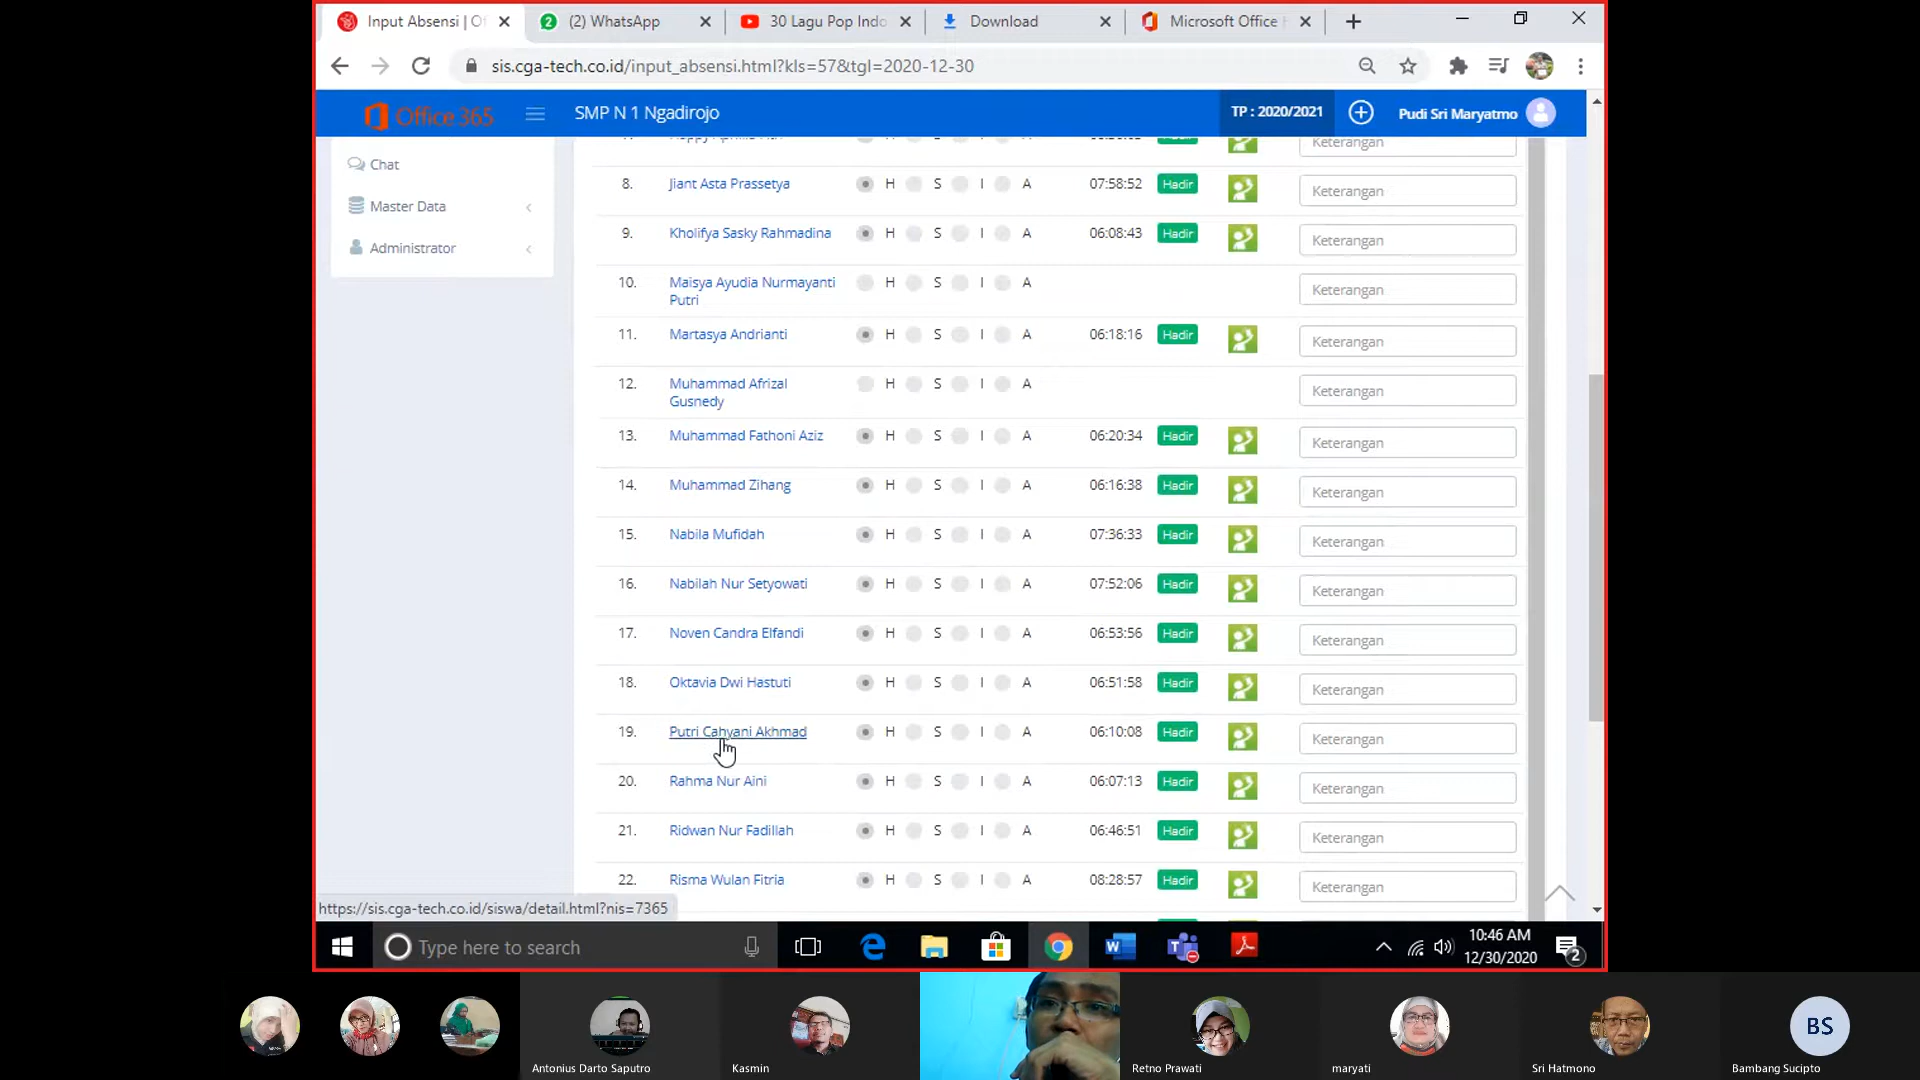 Input Absensi | Of
(2) WhatsApp
30 Lagu Pop Indo
Download
Microsoft Office H
sis.cga-tech.co.id/input_absensi.html?kls=57&tgl=2020-12-30
Office 365
SMP N 1 Ngadirojo
TP : 2020/2021
Pudi Sri Maryatmo
Chat
Master Data
Administrator
Keterangan
8. Jiant Asta Prassetya H S I A 07:58:52 Hadir Keterangan
9. Kholifya Sasky Rahmadina H S I A 06:08:43 Hadir Keterangan
10. Maisya Ayudia Nurmayanti H S I A Keterangan
Putri
11. Martasya Andrianti H S I A 06:18:16 Hadir Keterangan
12. Muhammad Afrizal H S I A Keterangan
Gusnedy
13. Muhammad Fathoni Aziz H S I A 06:20:34 Hadir Keterangan
14. Muhammad Zihang H S I A 06:16:38 Hadir Keterangan
15. Nabila Mufidah H S I A 07:36:33 Hadir Keterangan
16. Nabilah Nur Setyowati H S I A 07:52:06 Hadir Keterangan
17. Noven Candra Elfandi H S I A 06:53:56 Hadir Keterangan
18. Oktavia Dwi Hastuti H S I A 06:51:58 Hadir Keterangan
19. Putri Cahyani Akhmad H S I A 06:10:08 Hadir Keterangan
20. Rahma Nur Aini H S I A 06:07:13 Hadir Keterangan
21. Ridwan Nur Fadillah H S I A 06:46:51 Hadir Keterangan
22. Risma Wulan Fitria H S I A 08:28:57 Hadir Keterangan
https://sis.cga-tech.co.id/siswa/detail.html?nis=7365
Type here to search
10:46 AM
12/30/2020
2
BS
Antonius Darto Saputro
Kasmin
Retno Prawati
maryati
Sri Hatmono
Bambang Sucipto